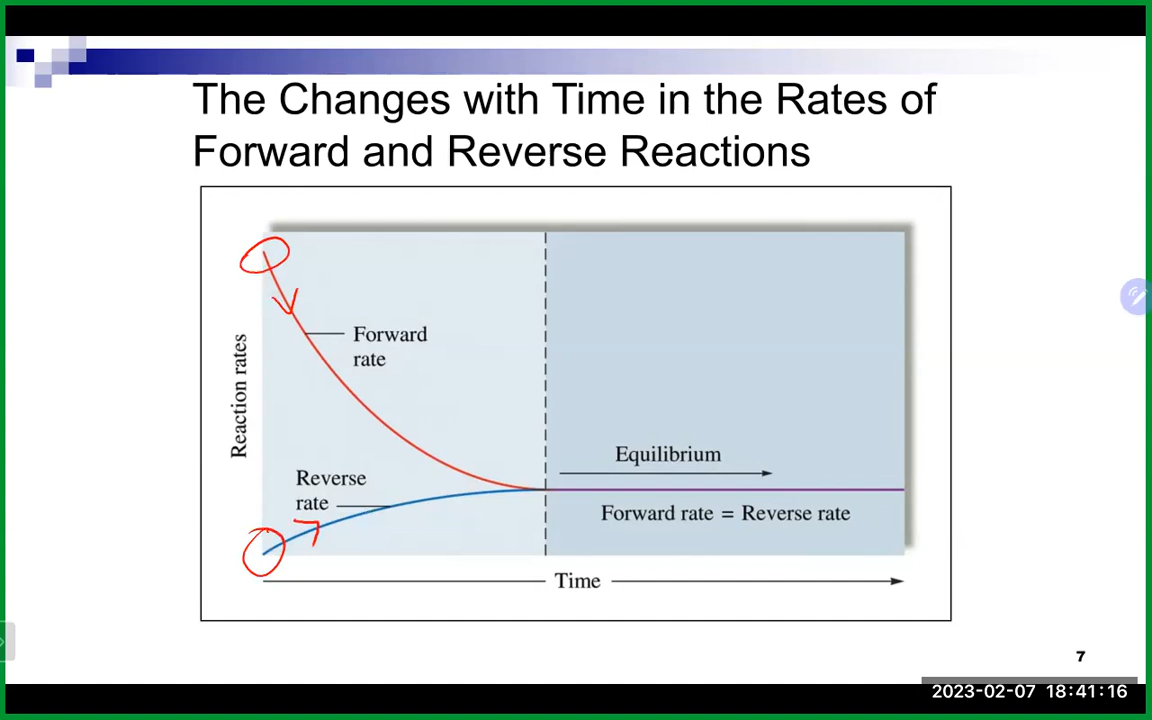 The Changes with Time in the Rates of
Forward and Reverse Reactions
Reaction rates
Forward
rate
Reverse
rate
Equilibrium
Forward rate = Reverse rate
Time
7
2023-02-07 18:41:16